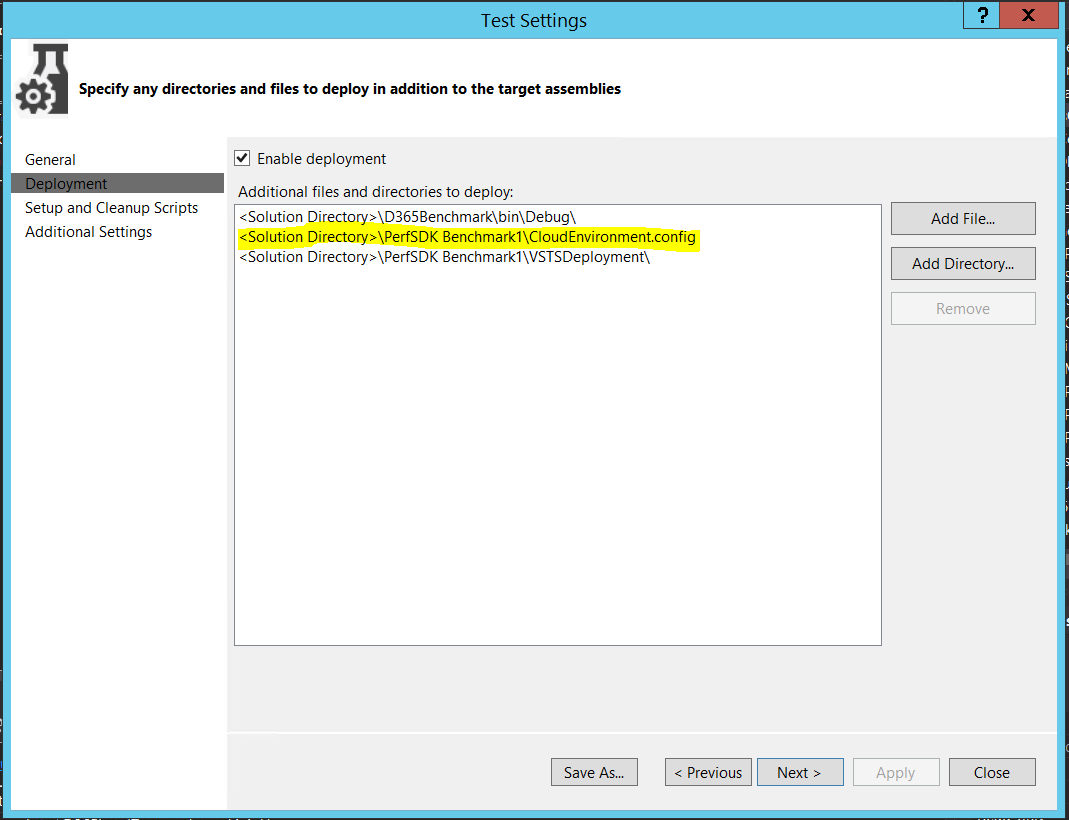 Test Settings
?
X
Specify any directories and files to deploy in addition to the target assemblies
General
Deployment
Setup and Cleanup Scripts
Additional Settings
Enable deployment
Additional files and directories to deploy:
<Solution Directory>\D365Benchmark\bin\Debug\
<Solution Directory>\PerfSDK Benchmark1\CloudEnvironment.config
<Solution Directory>\PerfSDK Benchmark1\VSTSDeployment\
Add File...
Add Directory...
Remove
Save As...
< Previous
Next >
Apply
Close